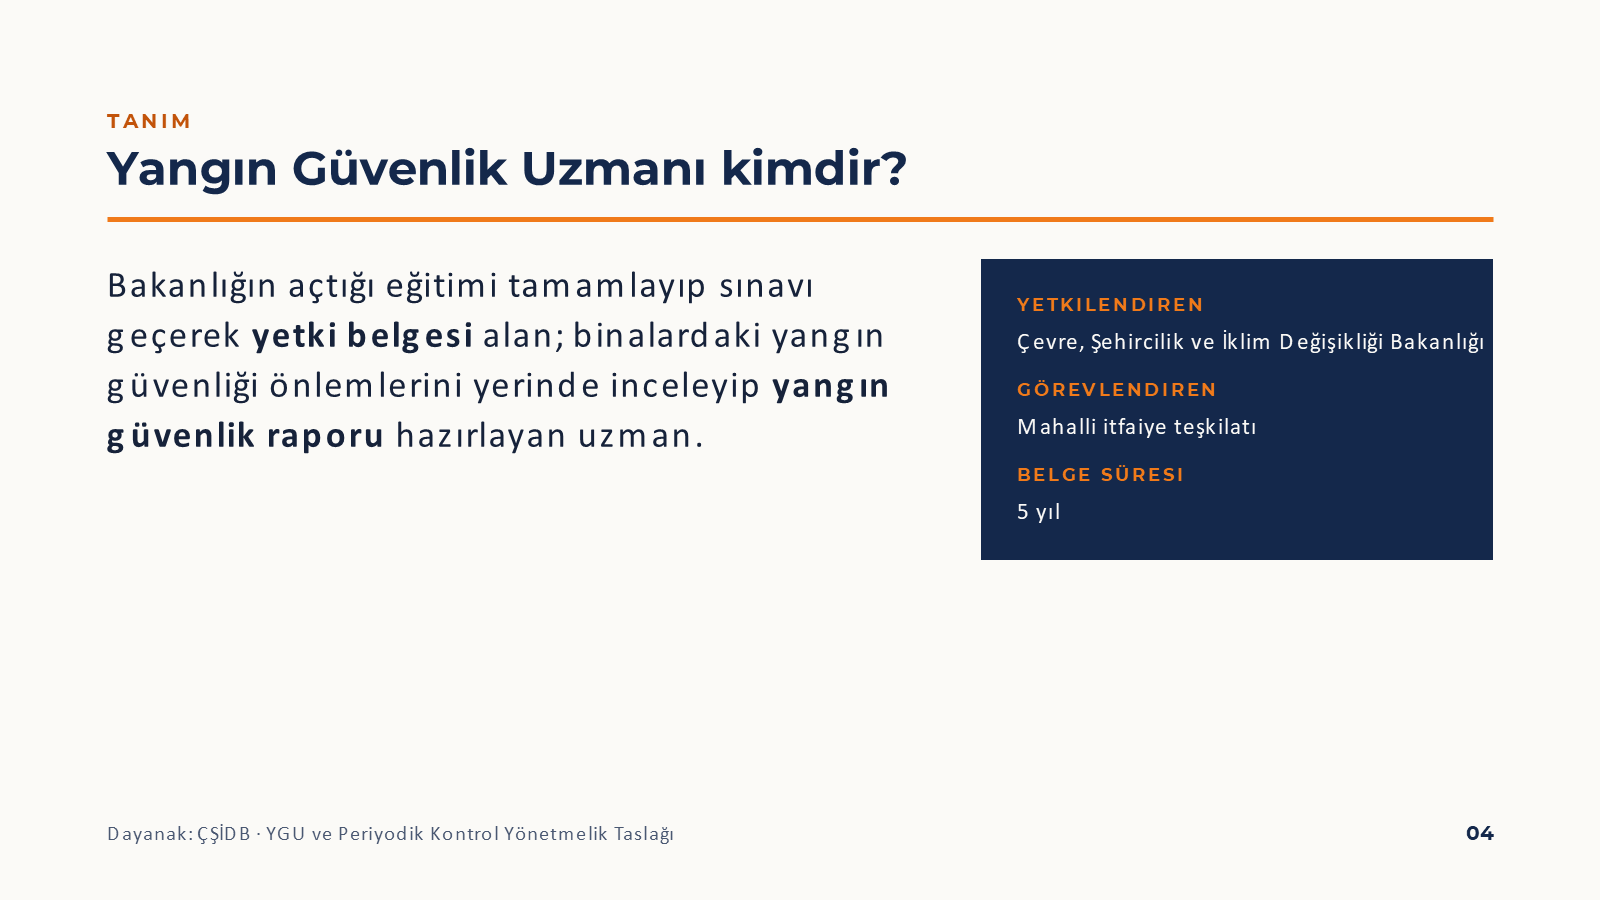 TANIM
Yangın Güvenlik Uzmanı kimdir?
Bakanlığın açtığı eğitimi tamamlayıp sınavı
geçerek yetki belgesi alan; binalardaki yangın
güvenliği önlemlerini yerinde inceleyip yangın
güvenlik raporu hazırlayan uzman.
YETKILENDIREN
Çevre, Şehircilik ve İklim Değişikliği Bakanlığı
GÖREVLENDIREN
Mahalli itfaiye teşkilatı
BELGE SÜRESI
5 yıl
Dayanak: ÇŞİDB · YGU ve Periyodik Kontrol Yönetmelik Taslağı
04